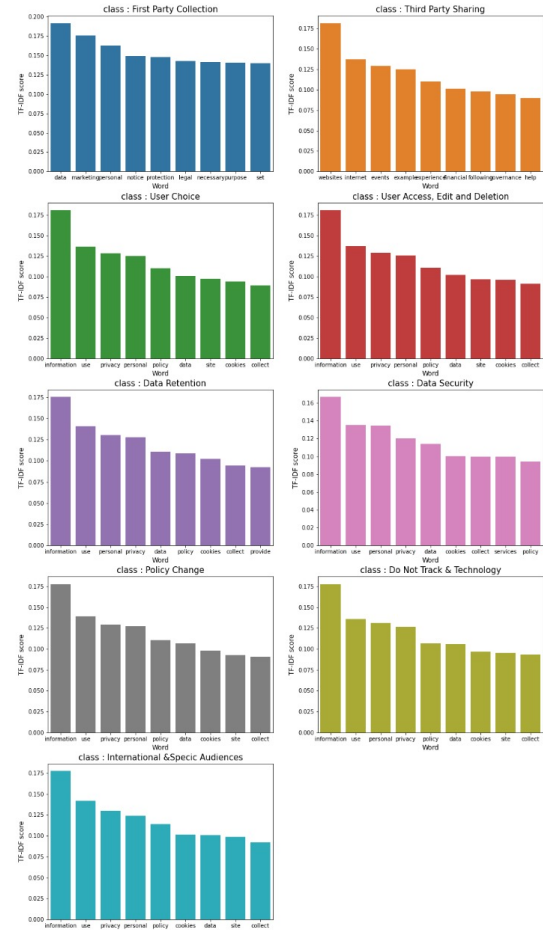 class : First Party Collection
TF-IDF score
0.200
0.175
0.150
0.125
0.100
0.075
0.050
0.025
0.000
data marketing personal notice protection legal necessary purpose set
Word
class : Third Party Sharing
TF-IDF score
0.175
0.150
0.125
0.100
0.075
0.050
0.025
0.000
websites internet events example experience financial following governance help
Word
class : User Choice
TF-IDF score
0.175
0.150
0.125
0.100
0.075
0.050
0.025
0.000
information use privacy personal policy data site cookies collect
Word
class : User Access, Edit and Deletion
TF-IDF score
0.175
0.150
0.125
0.100
0.075
0.050
0.025
0.000
information use privacy personal policy data site cookies collect
Word
class : Data Retention
TF-IDF score
0.175
0.150
0.125
0.100
0.075
0.050
0.025
0.000
information use personal privacy data policy cookies collect provide
Word
class : Data Security
TF-IDF score
0.16
0.14
0.12
0.10
0.08
0.06
0.04
0.02
0.00
information use personal privacy data cookies collect services policy
Word
class : Policy Change
TF-IDF score
0.175
0.150
0.125
0.100
0.075
0.050
0.025
0.000
information use privacy personal policy data cookies site collect
Word
class : Do Not Track & Technology
TF-IDF score
0.175
0.150
0.125
0.100
0.075
0.050
0.025
0.000
information use personal privacy policy data cookies site collect
Word
class : International &Specic Audiences
TF-IDF score
0.175
0.150
0.125
0.100
0.075
0.050
0.025
0.000
information use privacy personal policy cookies data site collect
Word